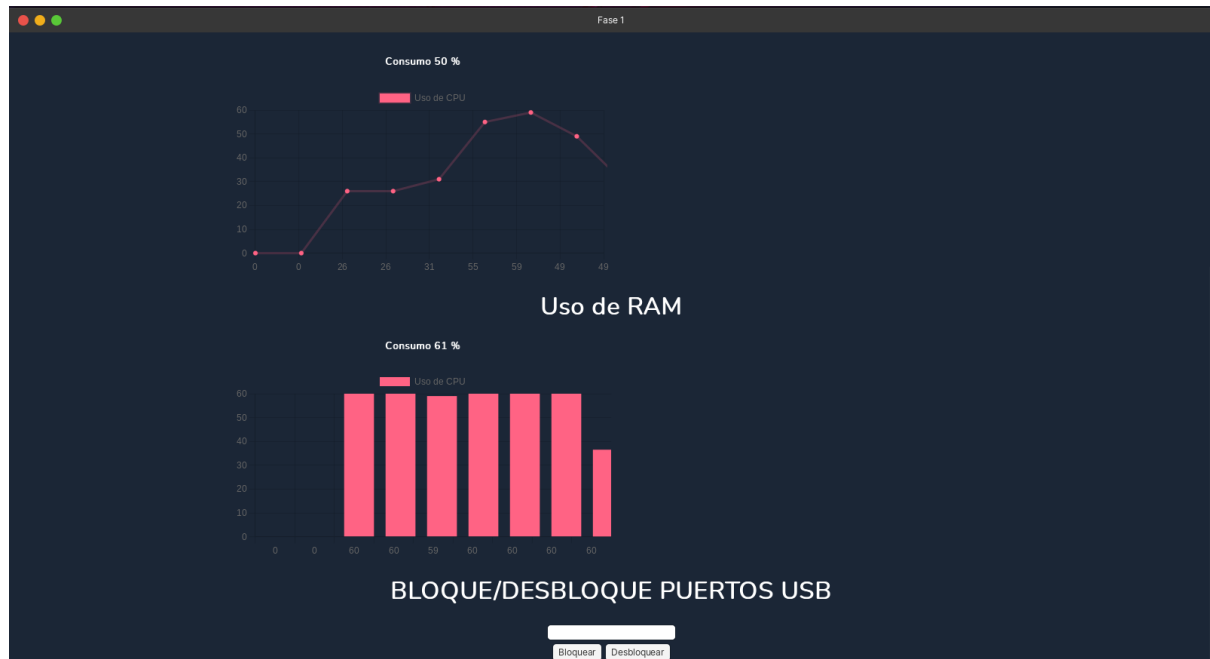 Fase 1
Consumo 50 %
Uso de CPU
60
50
40
30
20
10
0
0 0 26 26 31 55 59 49 49
Uso de RAM
Consumo 61 %
Uso de CPU
60
50
40
30
20
10
0
0 0 60 60 59 60 60 60 60
BLOQUE/DESBLOQUE PUERTOS USB
Bloquear Desbloquear